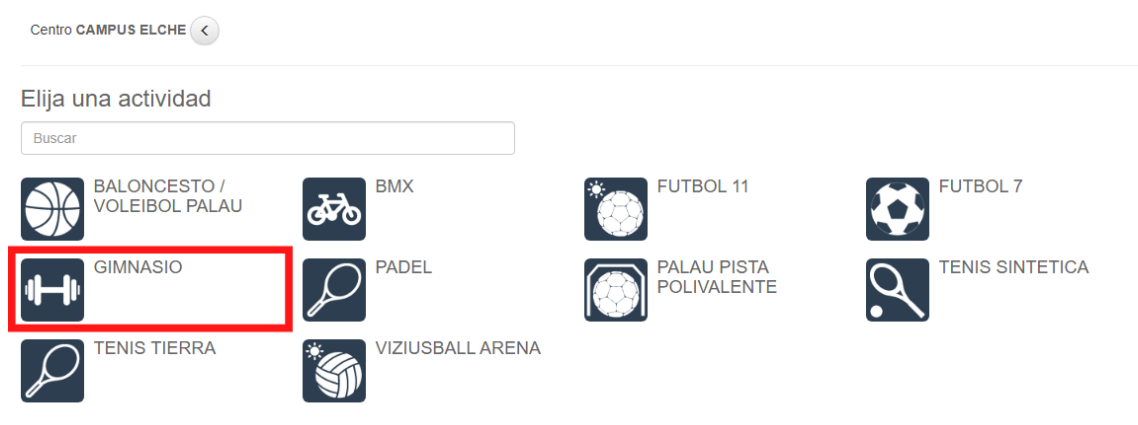 Centro CAMPUS ELCHE
Elija una actividad
Buscar
BALONCESTO /
VOLEIBOL PALAU
BMX
FUTBOL 11
FUTBOL 7
GIMNASIO
PADEL
PALAU PISTA
POLIVALENTE
TENIS SINTETICA
TENIS TIERRA
VIZIUSBALL ARENA